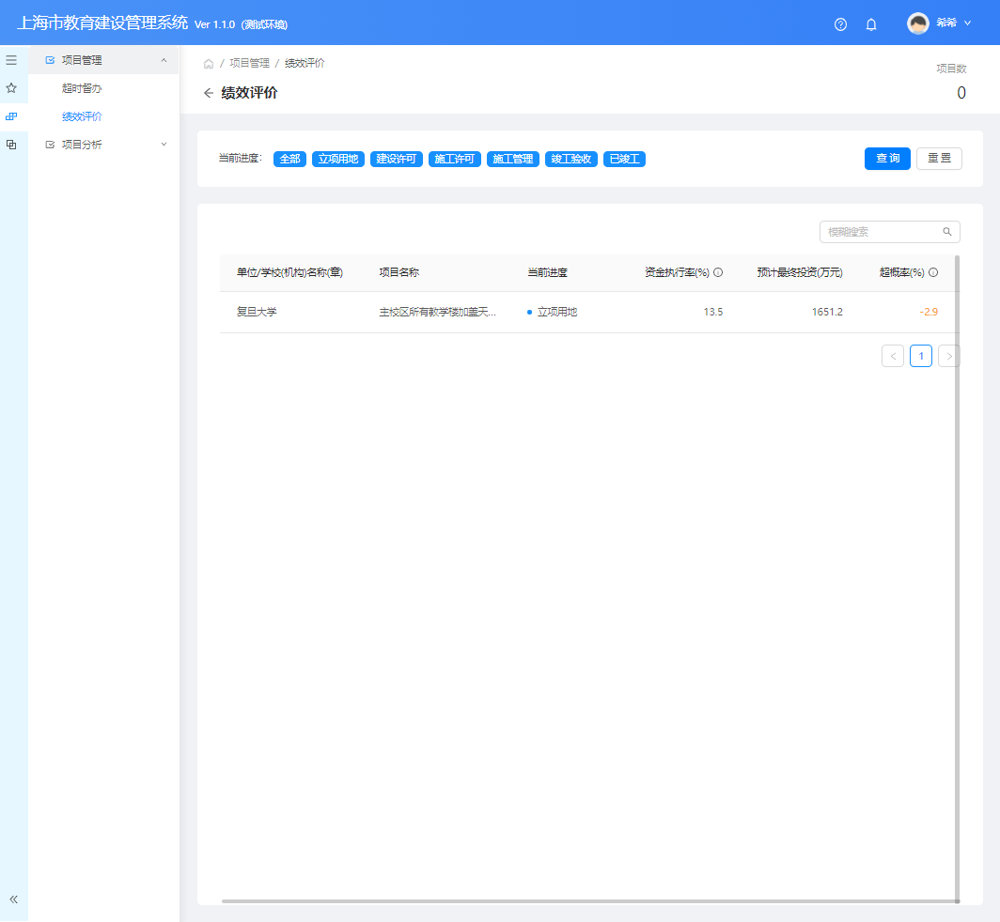 上海市教育建设管理系统 Ver 1.1.0 (测试环境)
希希
项目管理
超时督办
绩效评价
项目分析
/ 项目管理 / 绩效评价
绩效评价
项目数
0
当前进度: 全部 立项用地 建设许可 施工许可 施工管理 竣工验收 已竣工
查 询 重 置
模糊搜索
单位/学校(机构)名称(章) 项目名称 当前进度 资金执行率(%) 预计最终投资(万元) 超概率(%)
复旦大学 主校区所有教学楼加盖天... 立项用地 13.5 1651.2 -2.9
< 1 >